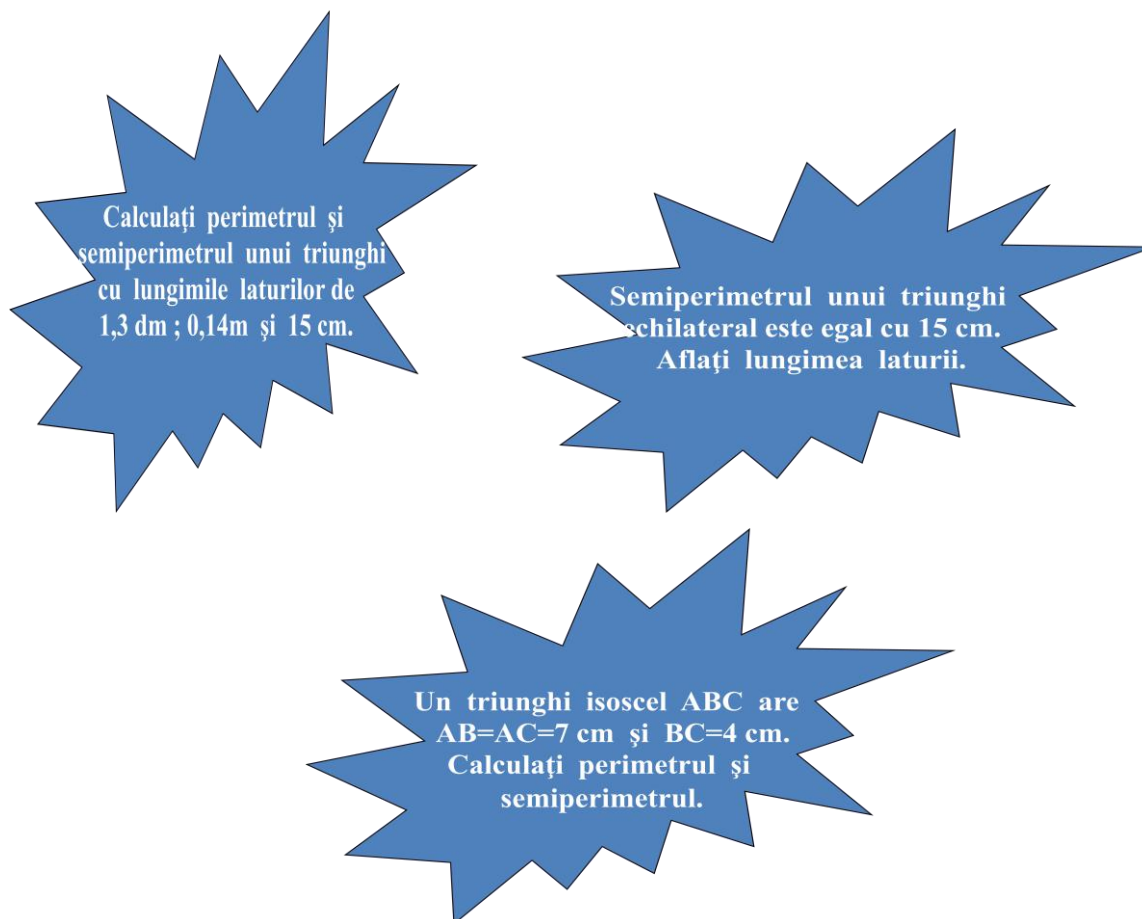 Calculaţi perimetrul şi
semiperimetrul unui triunghi
cu lungimile laturilor de
1,3 dm ; 0,14m şi 15 cm.
Semiperimetrul unui triunghi
echilateral este egal cu 15 cm.
Aflaţi lungimea laturii.
Un triunghi isoscel ABC are
AB=AC=7 cm şi BC=4 cm.
Calculaţi perimetrul şi
semiperimetrul.